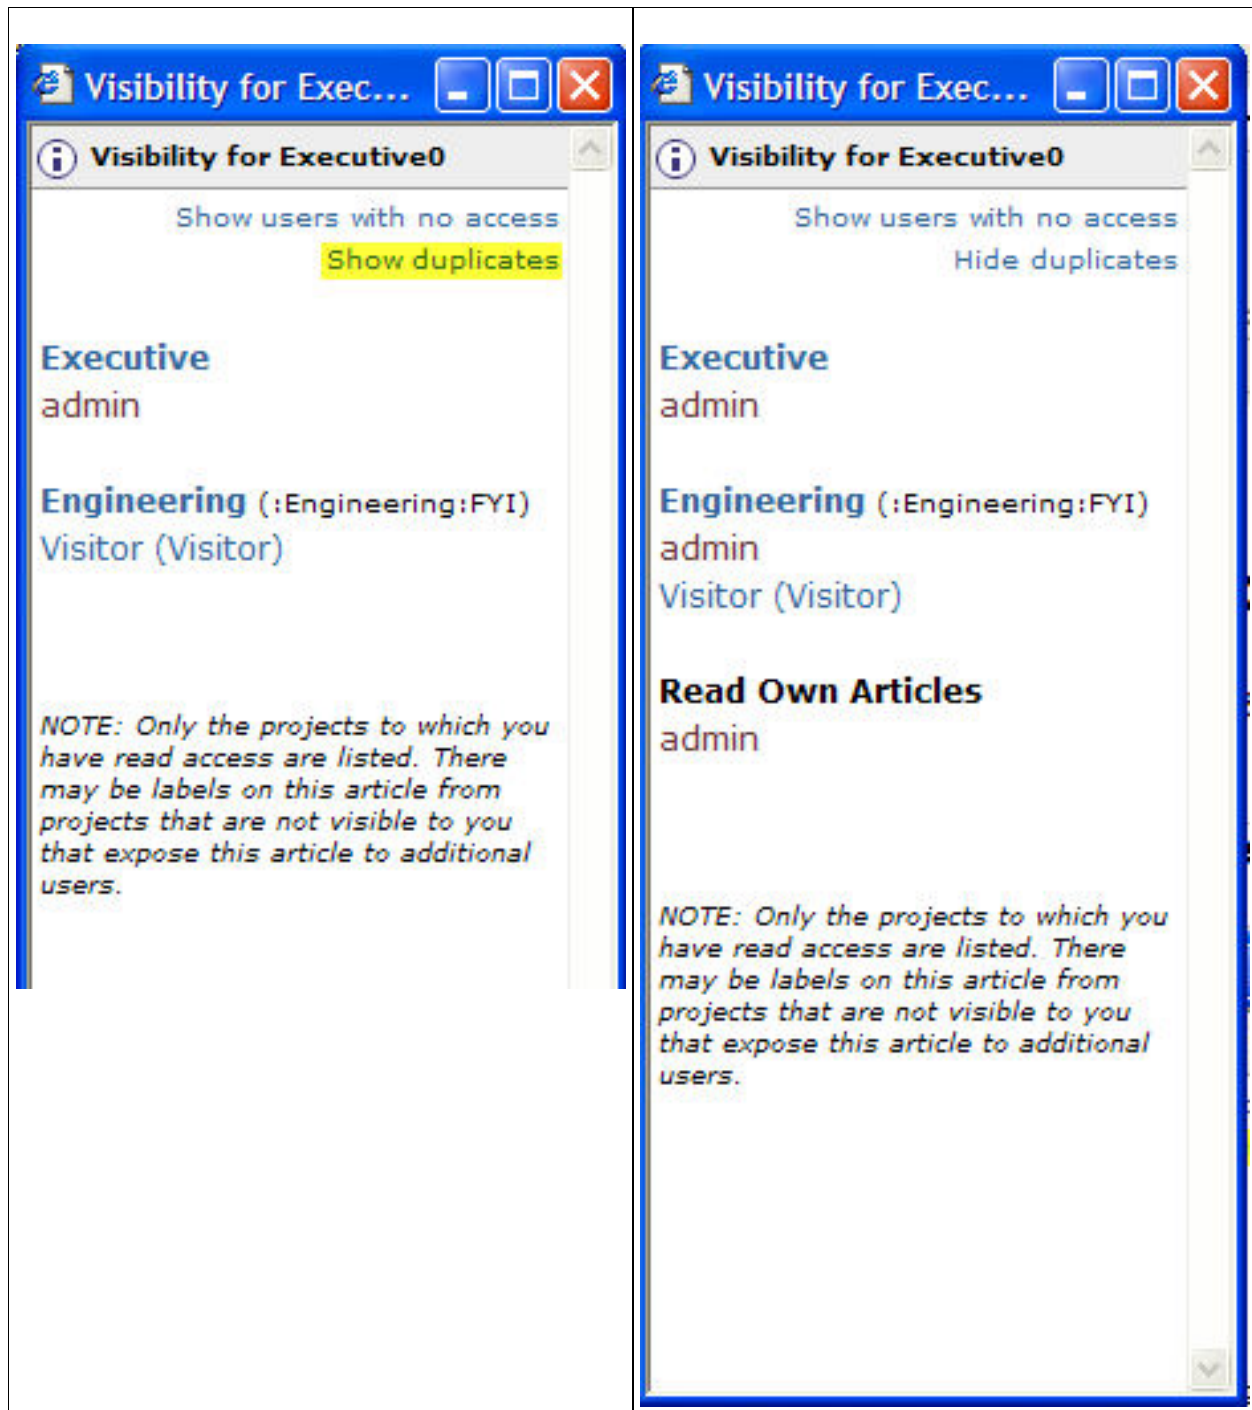 Visibility for Exec...
Visibility for Executive0
Show users with no access
Show duplicates
Executive
admin
Engineering (:Engineering:FYI)
Visitor (Visitor)
NOTE: Only the projects to which you
have read access are listed. There
may be labels on this article from
projects that are not visible to you
that expose this article to additional
users.
Visibility for Exec...
Visibility for Executive0
Show users with no access
Hide duplicates
Executive
admin
Engineering (:Engineering:FYI)
admin
Visitor (Visitor)
Read Own Articles
admin
NOTE: Only the projects to which you
have read access are listed. There
may be labels on this article from
projects that are not visible to you
that expose this article to additional
users.